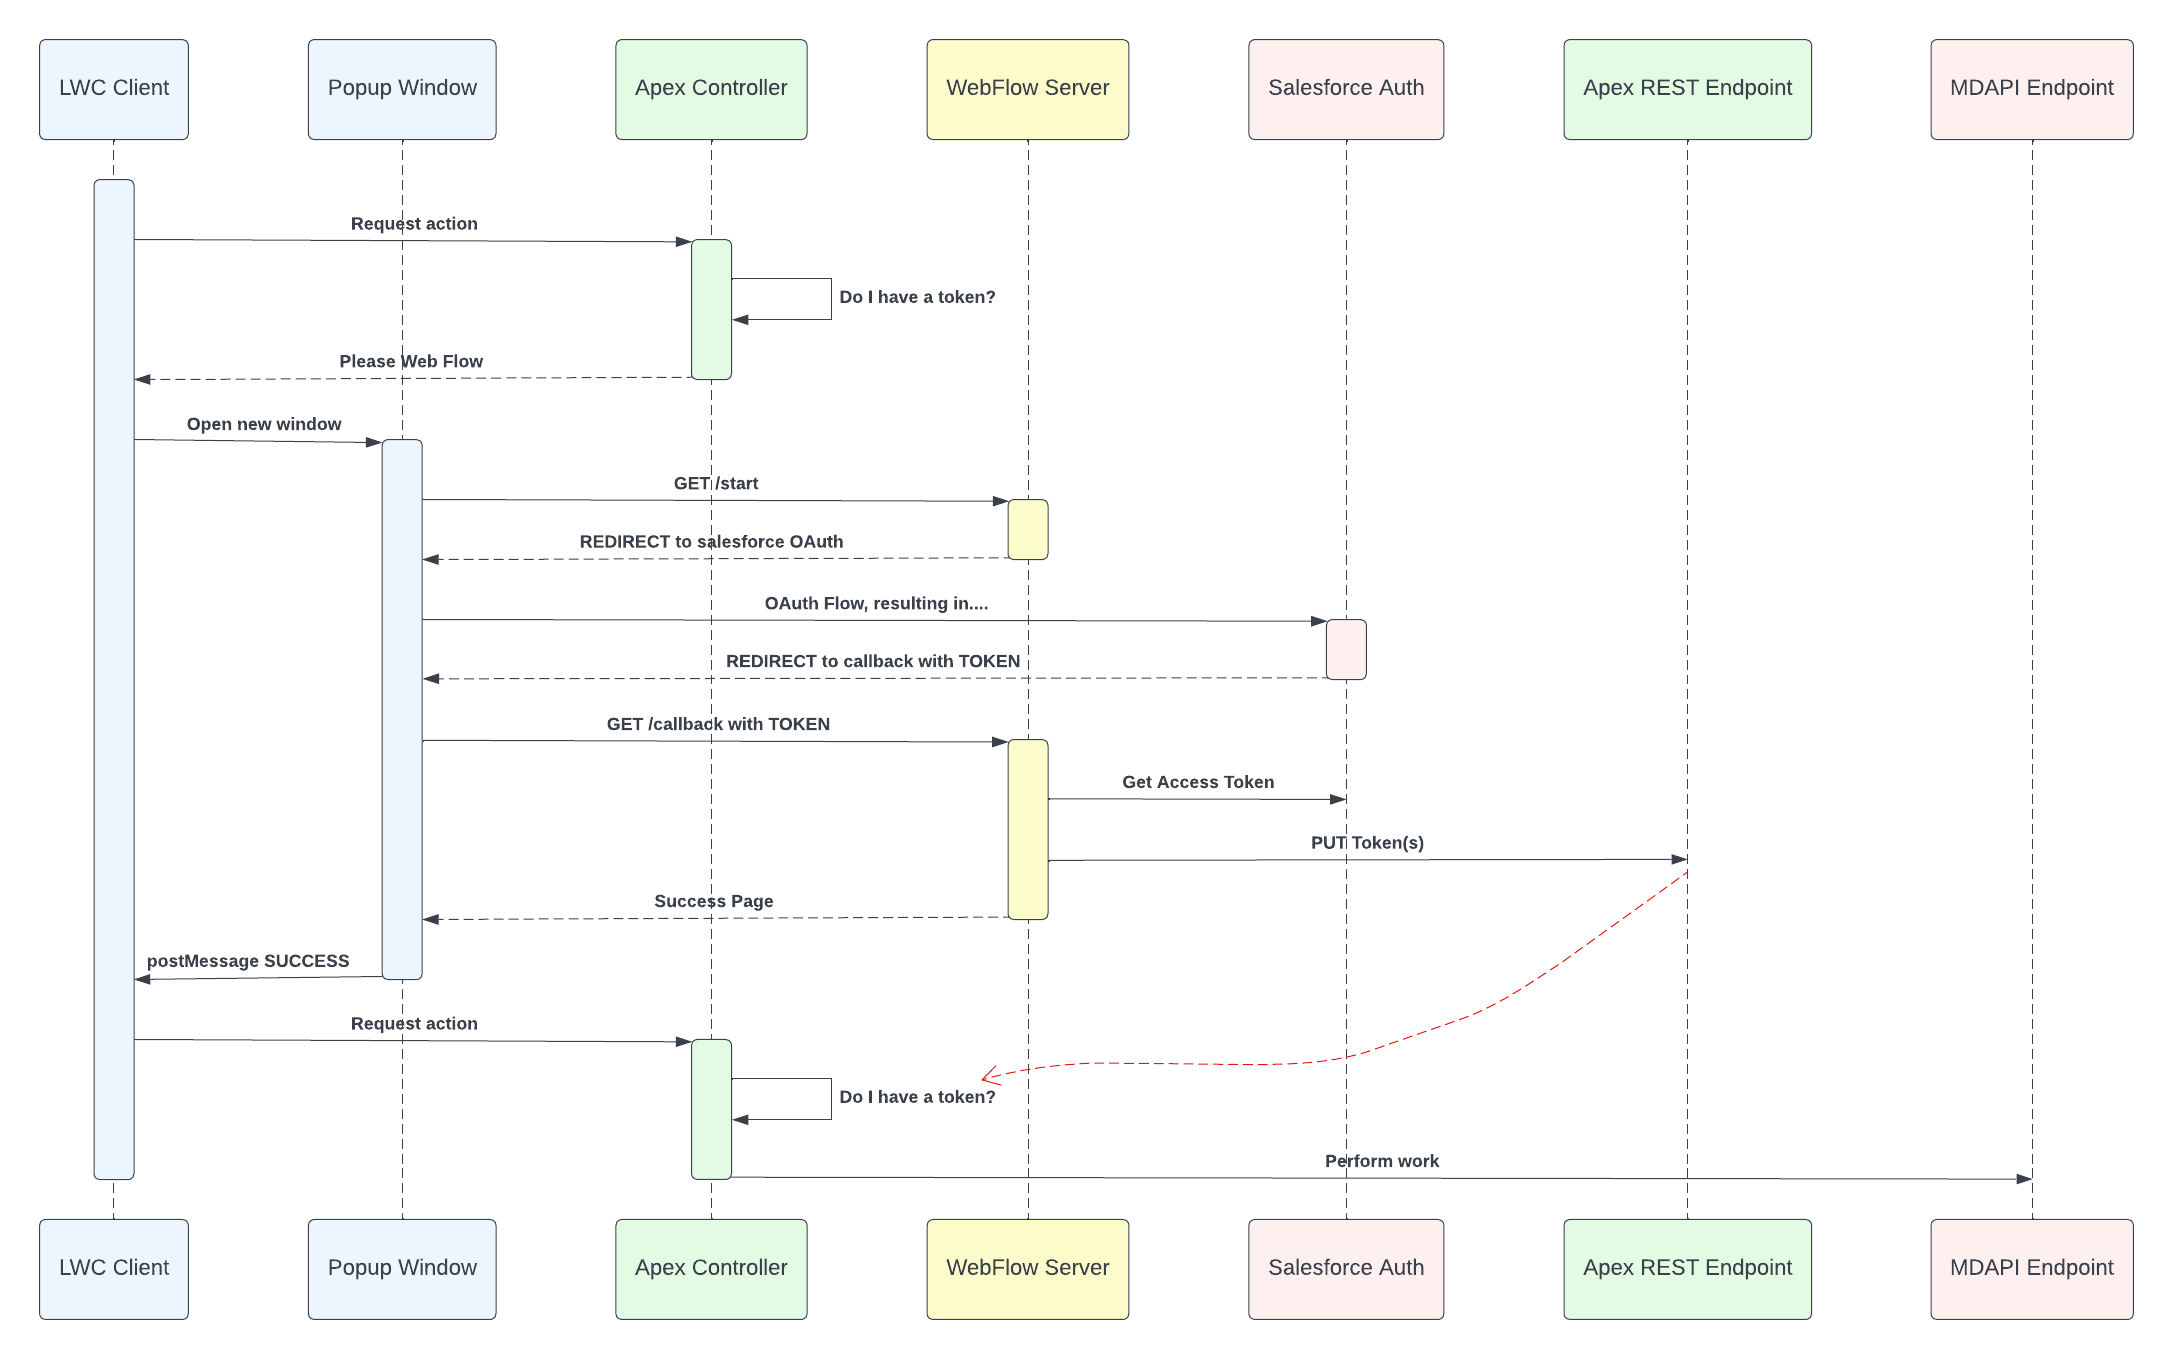 LWC Client
Popup Window
Apex Controller
WebFlow Server
Salesforce Auth
Apex REST Endpoint
MDAPI Endpoint
Request action
Do I have a token?
Please Web Flow
Open new window
GET /start
REDIRECT to salesforce OAuth
OAuth Flow, resulting in....
REDIRECT to callback with TOKEN
GET /callback with TOKEN
Get Access Token
PUT Token(s)
Success Page
postMessage SUCCESS
Request action
Do I have a token?
Perform work
LWC Client
Popup Window
Apex Controller
WebFlow Server
Salesforce Auth
Apex REST Endpoint
MDAPI Endpoint